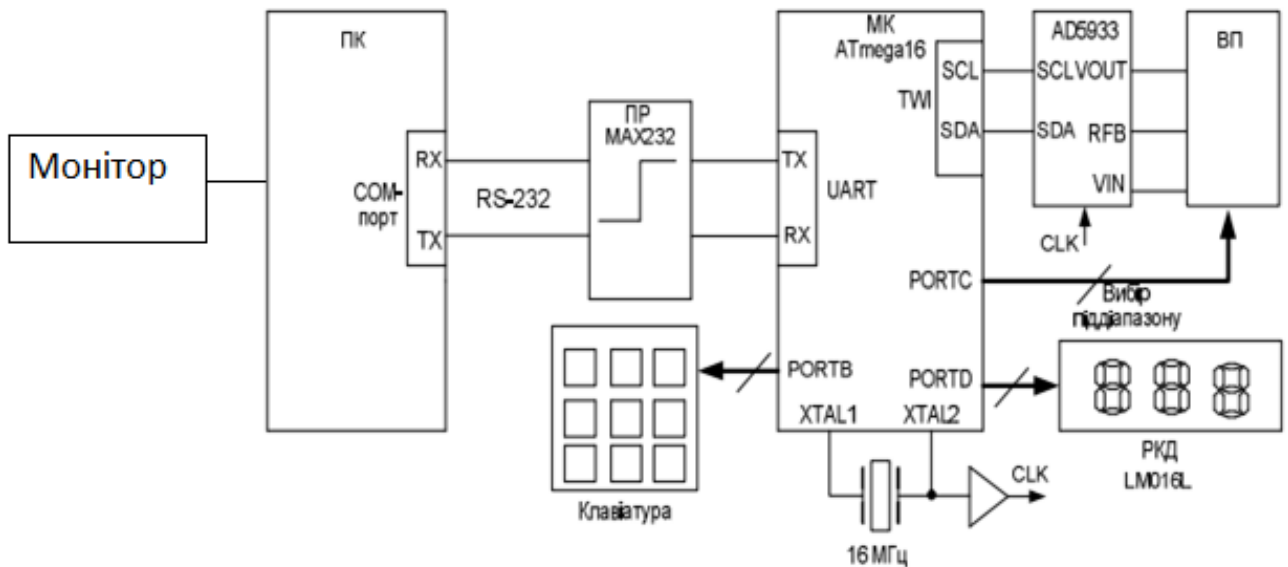 Монітор
ПК
COM-
порт
RX
TX
RS-232
ПР
MAX232
МК
ATmega16
TX
UART
RX
SCL
TWI
SDA
AD5933
SCL
VOUT
SDA
RFB
VIN
CLK
ВП
PORTC
Вибір
піддіапазону
PORTB
PORTD
XTAL1
XTAL2
Клавіатура
16 МГц
CLK
РКД
LM016L